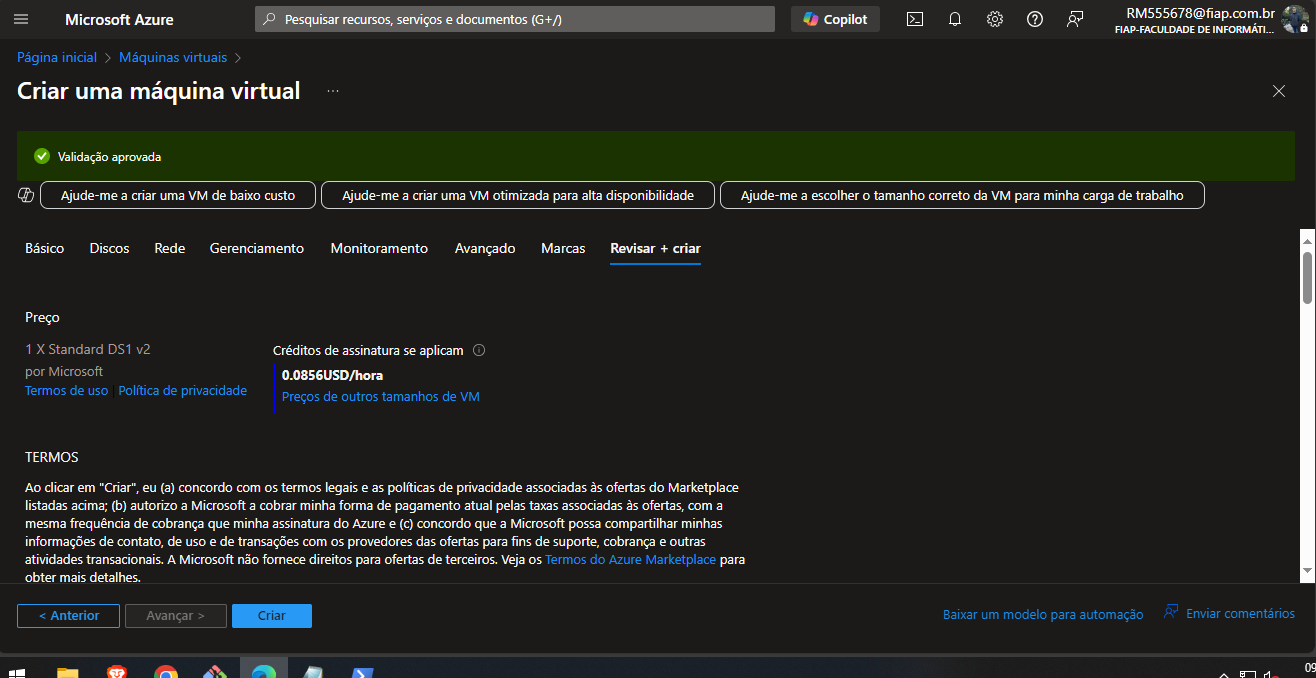 Microsoft Azure
Pesquisar recursos, serviços e documentos (G+/)
Copilot
RM555678@fiap.com.br
FIAP-FACULDADE DE INFORMÁTI...
Página inicial > Máquinas virtuais >
Criar uma máquina virtual ...
Validação aprovada
Ajude-me a criar uma VM de baixo custo
Ajude-me a criar uma VM otimizada para alta disponibilidade
Ajude-me a escolher o tamanho correto da VM para minha carga de trabalho
Básico Discos Rede Gerenciamento Monitoramento Avançado Marcas Revisar + criar
Preço
1 X Standard DS1 v2
por Microsoft
Termos de uso | Política de privacidade
Créditos de assinatura se aplicam
0.0856USD/hora
Preços de outros tamanhos de VM
TERMOS
Ao clicar em "Criar", eu (a) concordo com os termos legais e as políticas de privacidade associadas às ofertas do Marketplace
listadas acima; (b) autorizo a Microsoft a cobrar minha forma de pagamento atual pelas taxas associadas às ofertas, com a
mesma frequência de cobrança que minha assinatura do Azure e (c) concordo que a Microsoft possa compartilhar minhas
informações de contato, de uso e de transações com os provedores das ofertas para fins de suporte, cobrança e outras
atividades transacionais. A Microsoft não fornece direitos para ofertas de terceiros. Veja os Termos do Azure Marketplace para
obter mais detalhes.
< Anterior
Avançar >
Criar
Baixar um modelo para automação
Enviar comentários
09